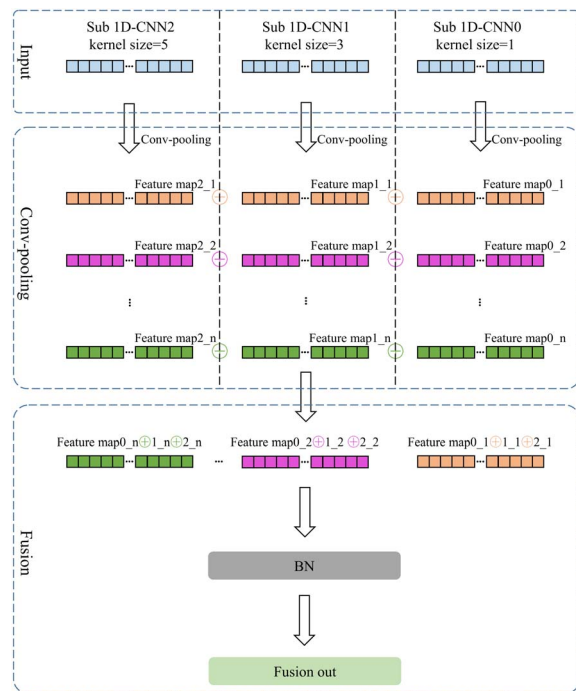 Input
Sub 1D-CNN2
kernel size=5
Sub 1D-CNN1
kernel size=3
Sub 1D-CNN0
kernel size=1
Conv-pooling
Conv-pooling
Conv-pooling
Conv-pooling
Feature map2_1
Feature map1_1
Feature map0_1
Feature map2_2
Feature map1_2
Feature map0_2
Feature map2_n
Feature map1_n
Feature map0_n
Fusion
Feature map0_n⊕1_n⊕2_n
Feature map0_2⊕1_2 ⊕2_2
Feature map0_1⊕1_1⊕2_1
BN
Fusion out